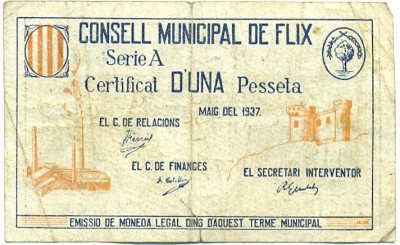 CONSELL MUNICIPAL DE FLIX
Serie A
Certificat D'UNA Pesseta
MAIG DEL 1937.
EL C. DE RELACIONS
EL C. DE FINANCES
EL SECRETARI INTERVENTOR
EMISSIO DE MONEDA LEGAL DINS D'AQUEST TERME MUNICIPAL